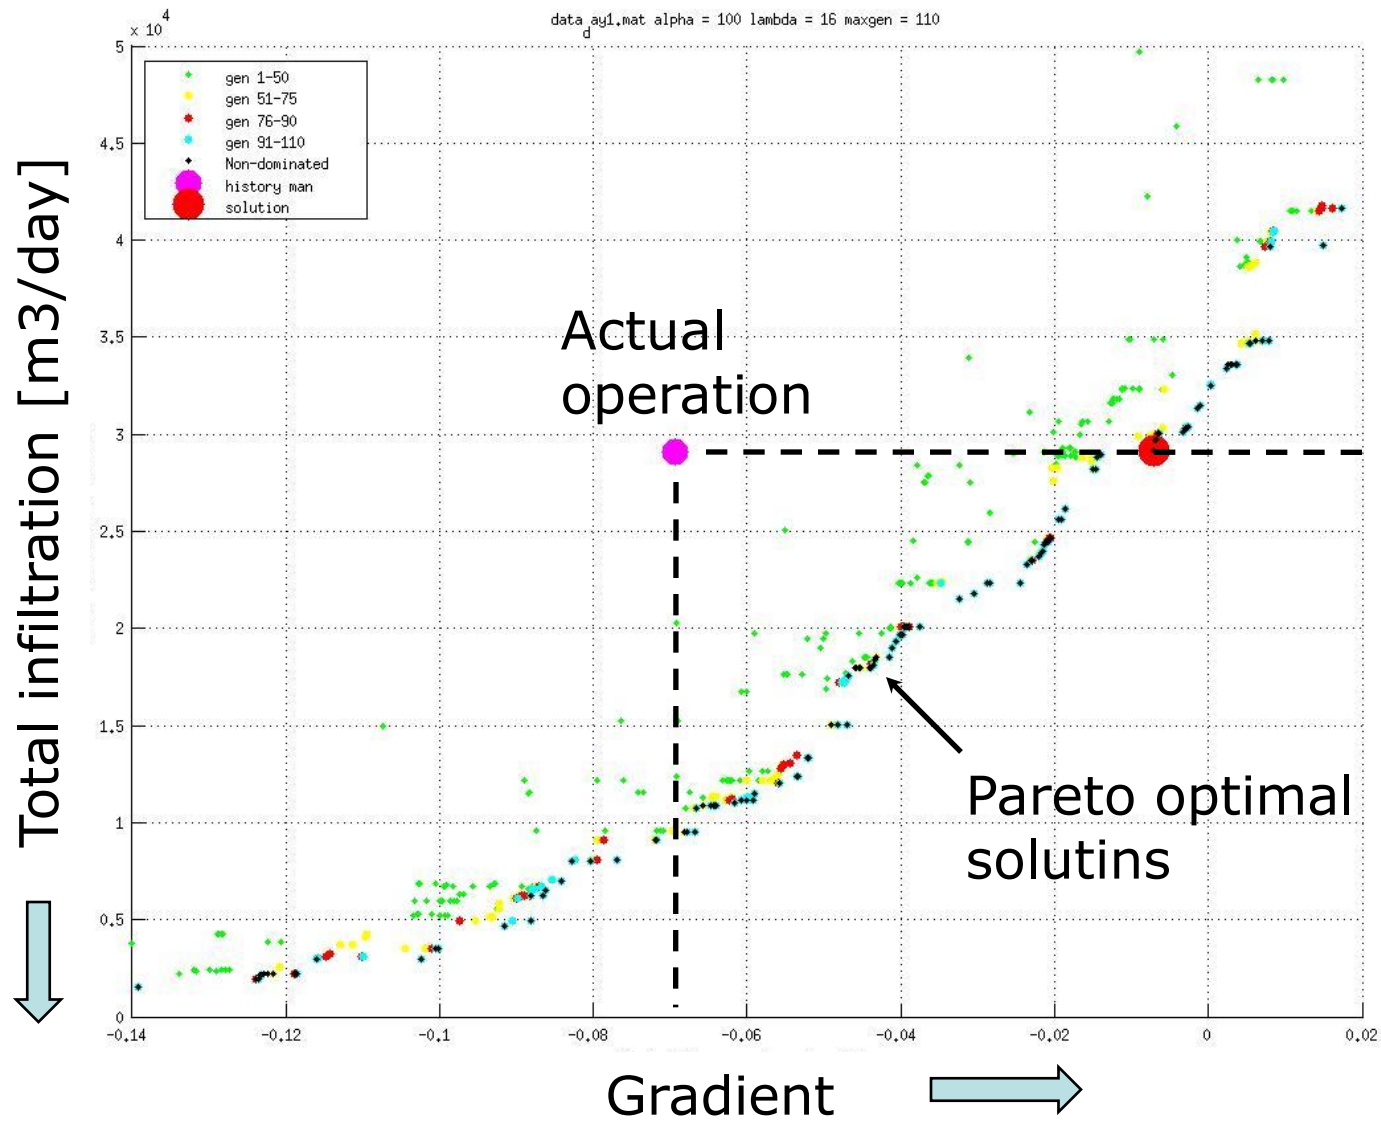 data_ay1.mat alpha = 100 lambda = 16 maxgen = 110
d
x 10 4
5
4.5
4
3.5
3
2.5
2
1.5
1
0.5
0
gen 1-50
gen 51-75
gen 76-90
gen 91-110
Non-dominated
history man
solution
Total infiltration [m3/day]
Actual
operation
Pareto optimal
solutins
-0.14 -0.12 -0.1 -0.08 -0.06 -0.04 -0.02 0 0.02
Gradient